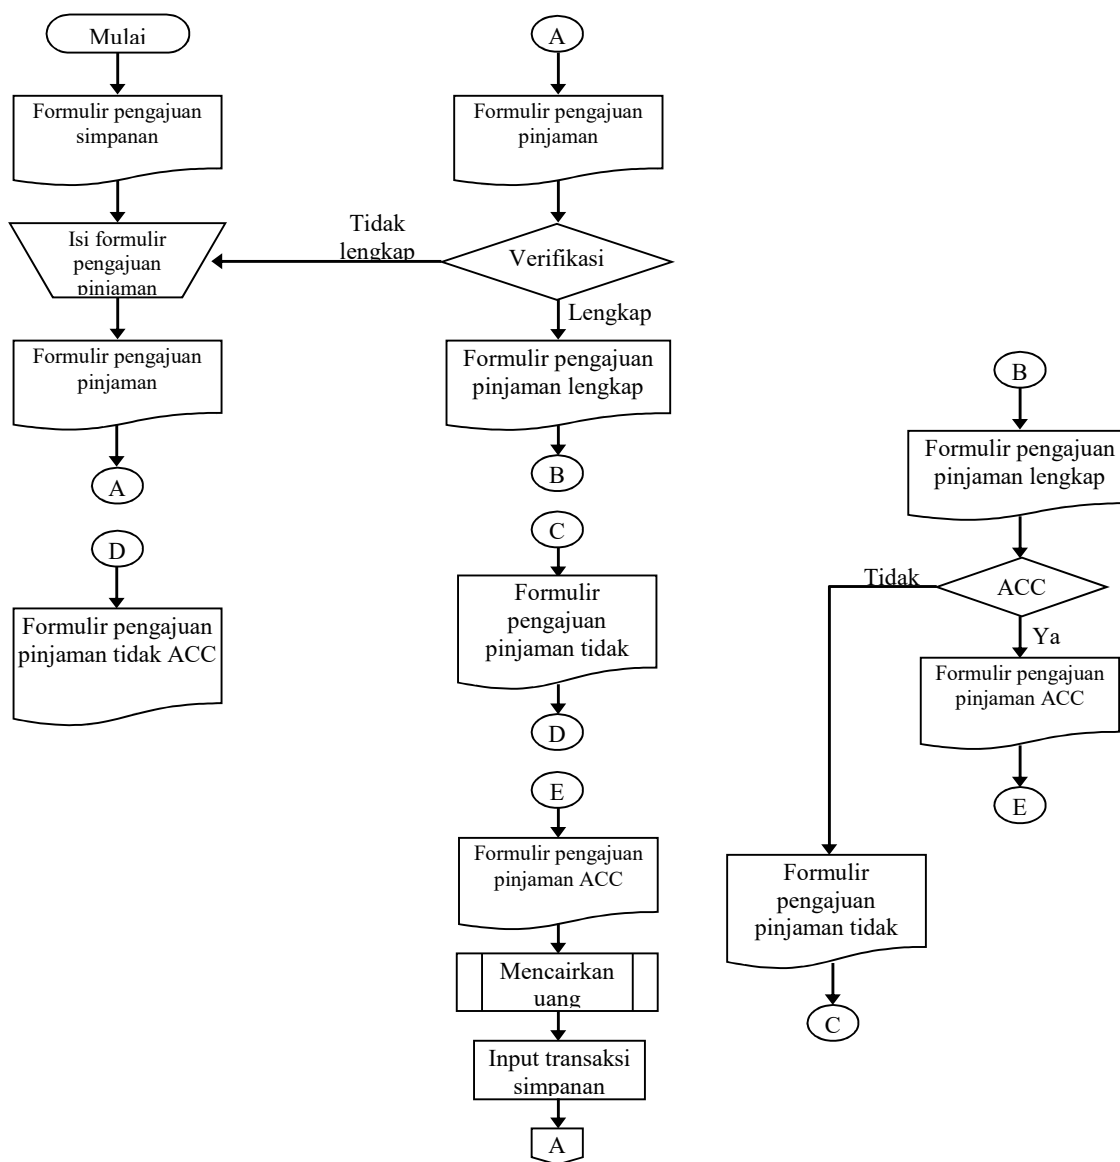 Mulai
Formulir pengajuan
simpanan
Isi formulir
pengajuan
pinjaman
Formulir pengajuan
pinjaman
A
D
Formulir pengajuan
pinjaman tidak ACC
A
Formulir pengajuan
pinjaman
Tidak
lengkap
Verifikasi
Lengkap
Formulir pengajuan
pinjaman lengkap
B
C
Formulir
pengajuan
pinjaman tidak
D
E
Formulir pengajuan
pinjaman ACC
Mencairkan
uang
Input transaksi
simpanan
A
B
Formulir pengajuan
pinjaman lengkap
Tidak
ACC
Ya
Formulir pengajuan
pinjaman ACC
E
Formulir
pengajuan
pinjaman tidak
C